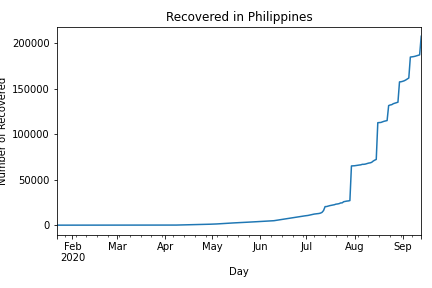 Recovered in Philippines
Number of Recovered
200000
150000
100000
50000
0
Feb Mar Apr May Jun Jul Aug Sep
2020
Day